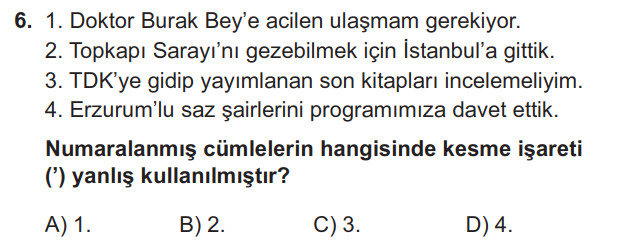 6. 1. Doktor Burak Bey’e acilen ulaşmam gerekiyor.
2. Topkapı Sarayı’nı gezebilmek için İstanbul’a gittik.
3. TDK’ye gidip yayımlanan son kitapları incelemeliyim.
4. Erzurum’lu saz şairlerini programımıza davet ettik.
Numaralanmış cümlelerin hangisinde kesme işareti
(’) yanlış kullanılmıştır?
A) 1. B) 2. C) 3. D) 4.